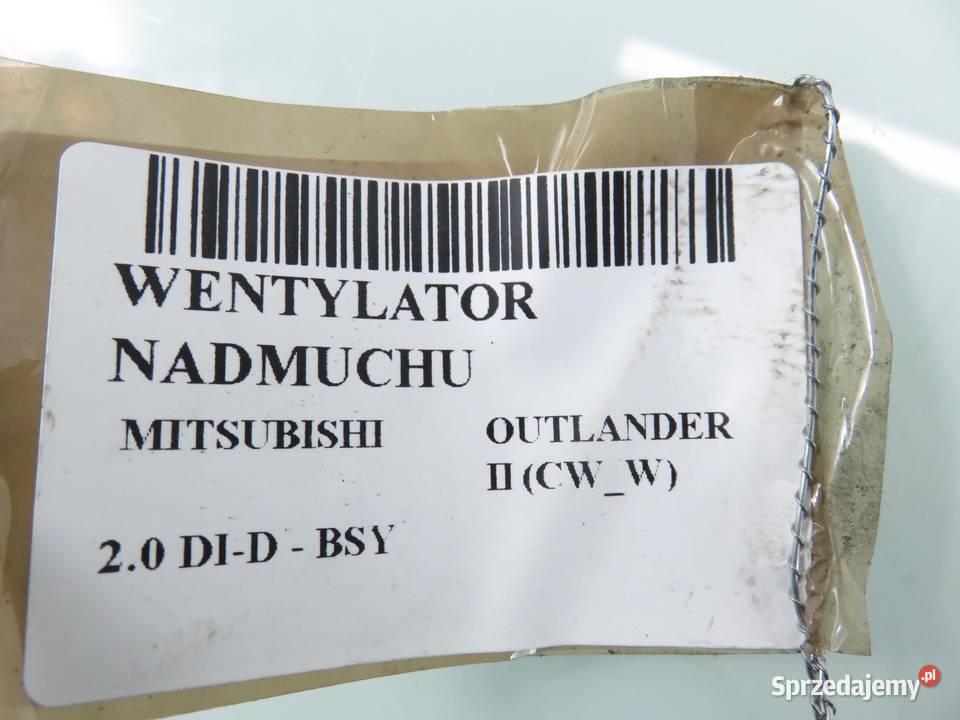 WENTYLATOR
NADMUCHU
MITSUBISHI OUTLANDER
II (CW_W)
2.0 DI-D - BSY
Sprzedajemy.pl